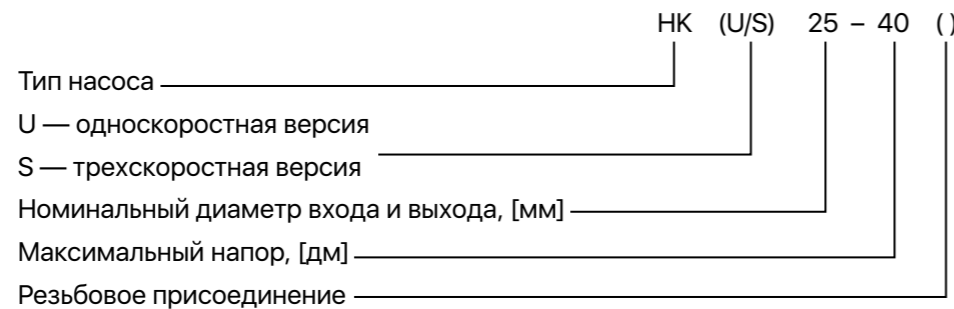 HK (U/S) 25 – 40 ( )
Тип насоса
U — односкоростная версия
S — трехскоростная версия
Номинальный диаметр входа и выхода, [мм]
Максимальный напор, [дм]
Резьбовое присоединение